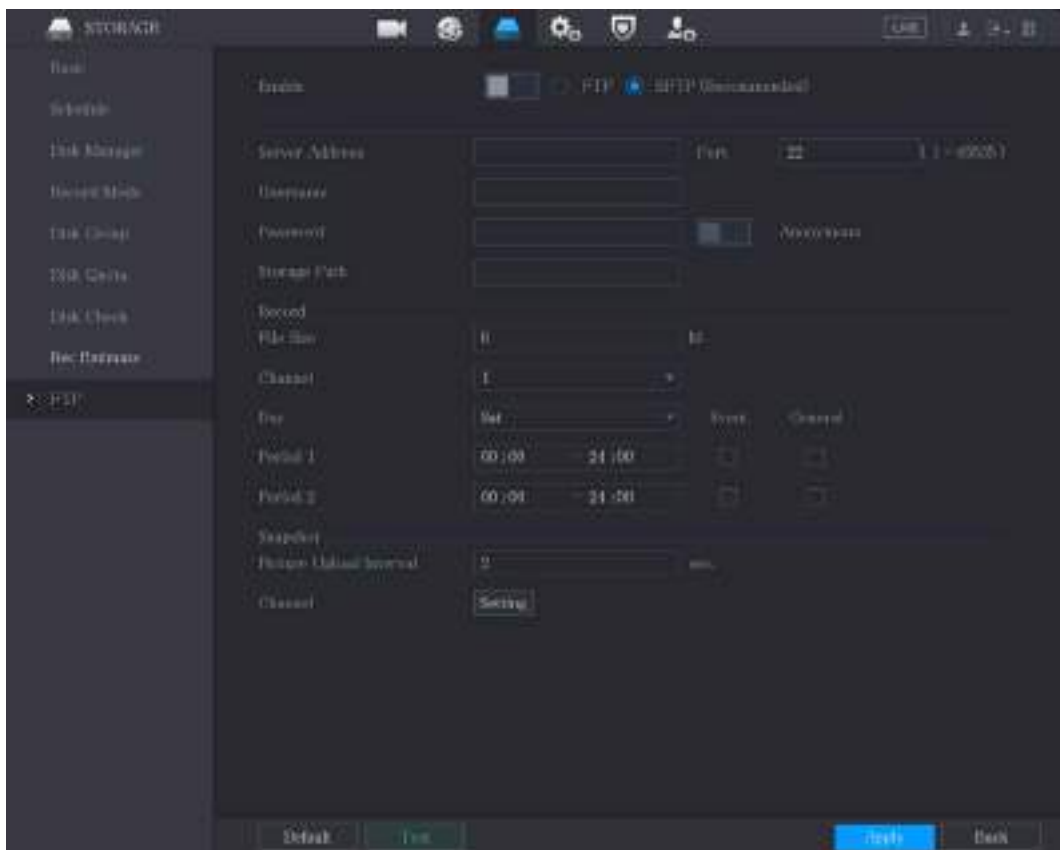 STORAGE
LIVE
Basic
Schedule
Disk Manager
Record Mode
Disk Group
Disk Quota
Disk Check
Rec Estimate
FTP
Enable FTP SFTP (Recommended)
Server Address Port 22 (1 - 65535)
Username
Password Anonymous
Storage Path
Record
File Size 0 M
Channel 1
Day Sat Event General
Period 1 00:00 - 24:00
Period 2 00:00 - 24:00
Snapshot
Picture Upload Interval 2 sec.
Channel Setting
Default Test Apply Back